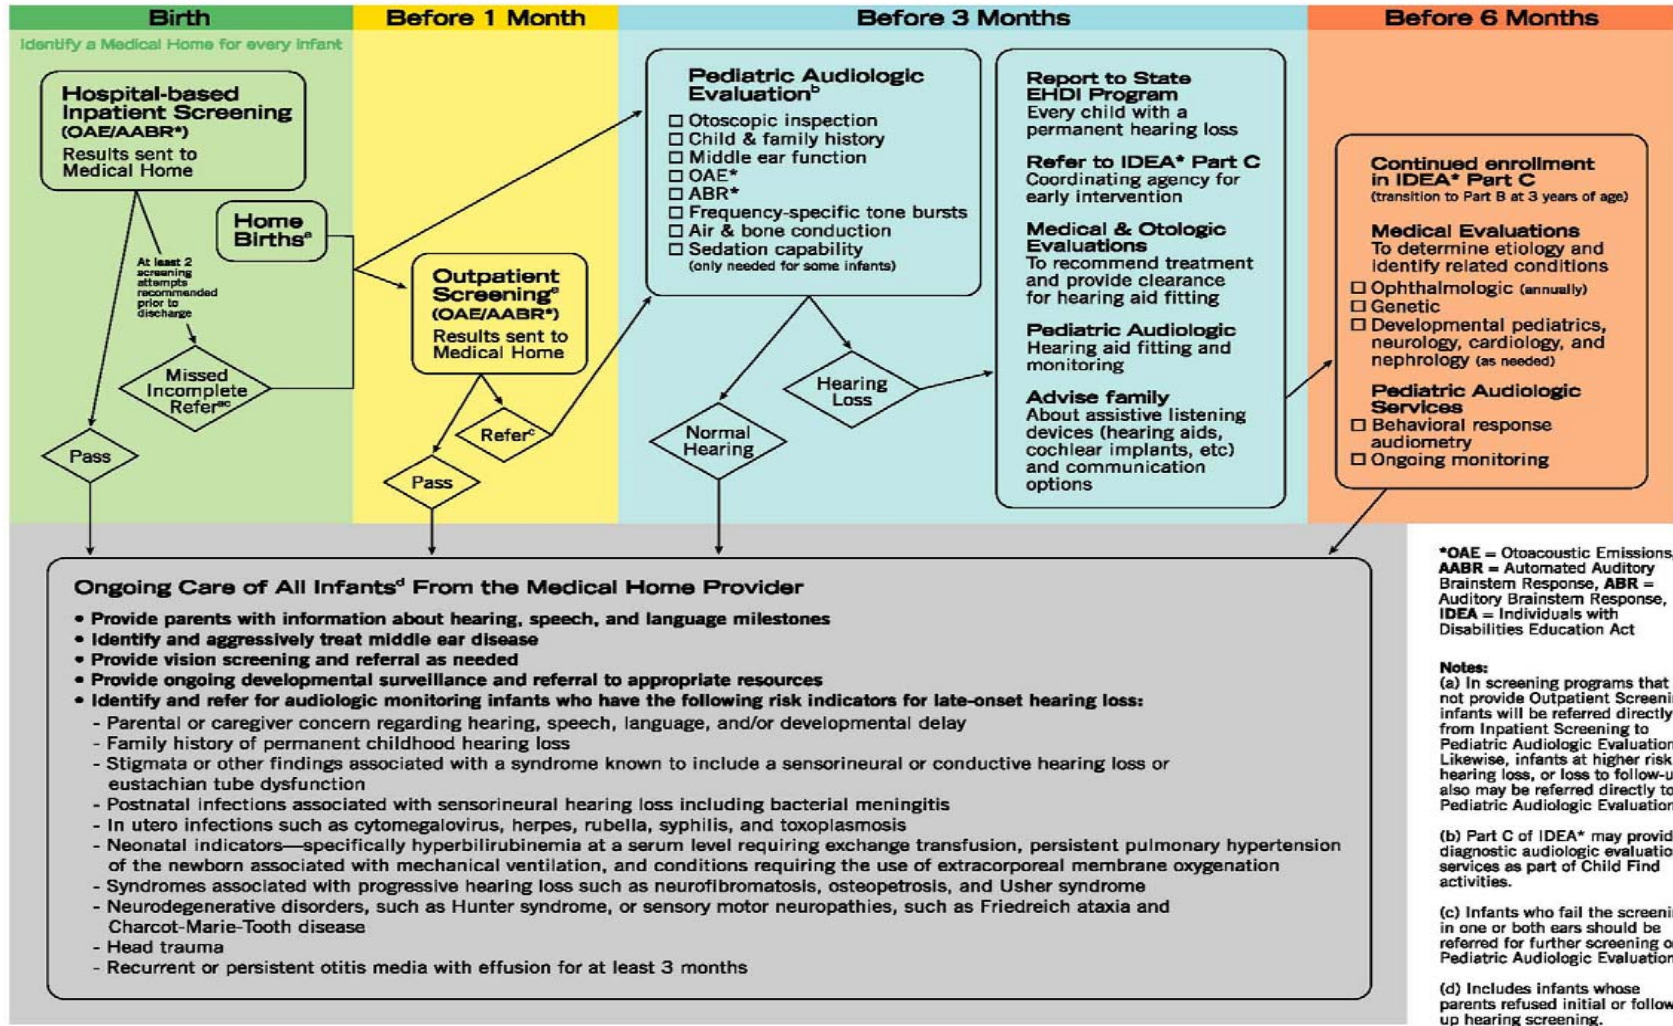 Birth
Before 1 Month
Before 3 Months
Before 6 Months
Identify a Medical Home for every infant
Hospital-based
Inpatient Screening
(OAE/AABR*)
Results sent to
Medical Home
Home
Births^e
At least 2
screening
attempts
recommended
prior to
discharge
Missed
Incomplete
Refer^ac
Pass
Outpatient
Screening^e
(OAE/AABR*)
Results sent to
Medical Home
Refer^c
Pass
Pediatric Audiologic
Evaluation^b
□ Otoscopic inspection
□ Child & family history
□ Middle ear function
□ OAE*
□ ABR*
□ Frequency-specific tone bursts
□ Air & bone conduction
□ Sedation capability
(only needed for some infants)
Hearing
Loss
Normal
Hearing
Report to State
EHDI Program
Every child with a
permanent hearing loss
Refer to IDEA* Part C
Coordinating agency for
early intervention
Medical & Otologic
Evaluations
To recommend treatment
and provide clearance
for hearing aid fitting
Pediatric Audiologic
Hearing aid fitting and
monitoring
Advise family
About assistive listening
devices (hearing aids,
cochlear implants, etc)
and communication
options
Continued enrollment
in IDEA* Part C
(transition to Part B at 3 years of age)
Medical Evaluations
To determine etiology and
identify related conditions
□ Ophthalmologic (annually)
□ Genetic
□ Developmental pediatrics,
neurology, cardiology, and
nephrology (as needed)
Pediatric Audiologic
Services
□ Behavioral response
audiometry
□ Ongoing monitoring
Ongoing Care of All Infants^d From the Medical Home Provider
• Provide parents with information about hearing, speech, and language milestones
• Identify and aggressively treat middle ear disease
• Provide vision screening and referral as needed
• Provide ongoing developmental surveillance and referral to appropriate resources
• Identify and refer for audiologic monitoring infants who have the following risk indicators for late-onset hearing loss:
- Parental or caregiver concern regarding hearing, speech, language, and/or developmental delay
- Family history of permanent childhood hearing loss
- Stigmata or other findings associated with a syndrome known to include a sensorineural or conductive hearing loss or
eustachian tube dysfunction
- Postnatal infections associated with sensorineural hearing loss including bacterial meningitis
- In utero infections such as cytomegalovirus, herpes, rubella, syphilis, and toxoplasmosis
- Neonatal indicators—specifically hyperbilirubinemia at a serum level requiring exchange transfusion, persistent pulmonary hypertension
of the newborn associated with mechanical ventilation, and conditions requiring the use of extracorporeal membrane oxygenation
- Syndromes associated with progressive hearing loss such as neurofibromatosis, osteopetrosis, and Usher syndrome
- Neurodegenerative disorders, such as Hunter syndrome, or sensory motor neuropathies, such as Friedreich ataxia and
Charcot-Marie-Tooth disease
- Head trauma
- Recurrent or persistent otitis media with effusion for at least 3 months
*OAE = Otoacoustic Emissions,
AABR = Automated Auditory
Brainstem Response, ABR =
Auditory Brainstem Response,
IDEA = Individuals with
Disabilities Education Act
Notes:
(a) In screening programs that
not provide Outpatient
infants will be referred directly
from Inpatient Screening to
Pediatric Audiologic Evaluation
Likewise, infants at higher risk
hearing loss, or loss to
also may be referred directly to
Pediatric Audiologic Evaluation
(b) Part C of IDEA* may
diagnostic audiologic
services as part of Child Find
activities.
(c) Infants who fail the
in one or both ears should be
referred for further screening
Pediatric Audiologic Evaluation
(d) Includes infants whose
parents refused initial or follow-
up hearing screening.